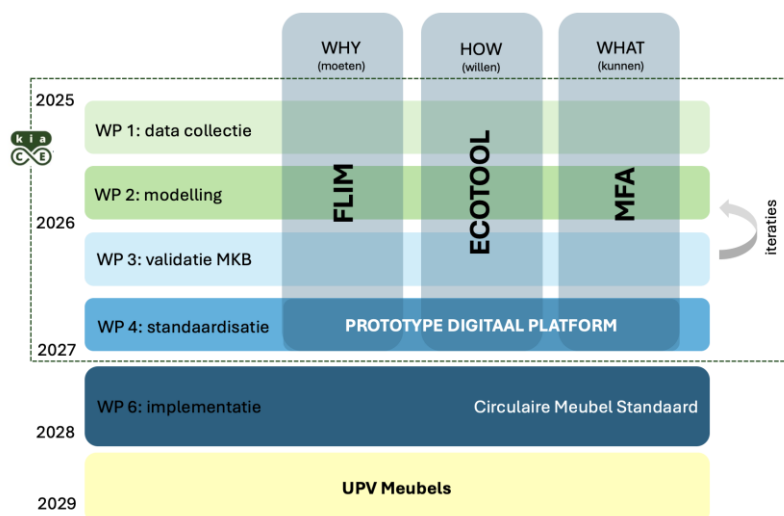 WHY
(moeten)
HOW
(willen)
WHAT
(kunnen)
2025
kia
CE
WP 1: data collectie
WP 2: modelling
2026
WP 3: validatie MKB
FLIM
ECOTOOL
MFA
iteraties
WP 4: standaardisatie
PROTOTYPE DIGITAAL PLATFORM
2027
WP 6: implementatie
Circulaire Meubel Standaard
2028
UPV Meubels
2029